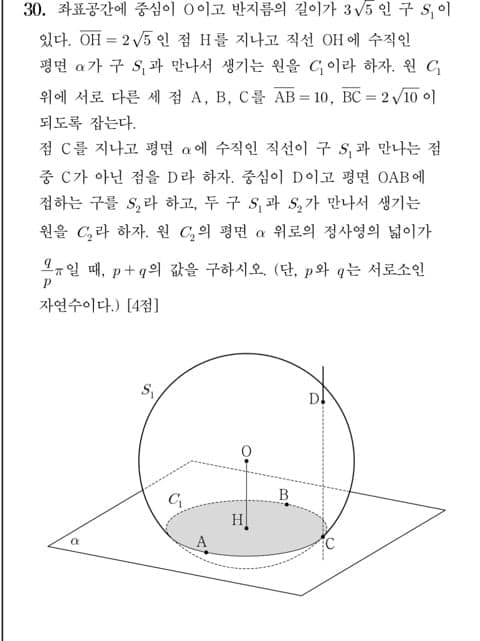 30. 좌표공간에 중심이 O이고 반지름의 길이가 3√5 인 구 S₁이
있다. OH = 2√5 인 점 H를 지나고 직선 OH에 수직인
평면 α가 구 S₁과 만나서 생기는 원을 C₁이라 하자. 원 C₁
위에 서로 다른 세 점 A, B, C를 AB = 10, BC = 2√10 이
되도록 잡는다.
점 C를 지나고 평면 α에 수직인 직선이 구 S₁과 만나는 점
중 C가 아닌 점을 D라 하자. 중심이 D이고 평면 OAB에
접하는 구를 S₂라 하고, 두 구 S₁과 S₂가 만나서 생기는
원을 C₂라 하자. 원 C₂의 평면 α 위로의 정사영의 넓이가
q/p π일 때, p+q의 값을 구하시오. (단, p와 q는 서로소인
자연수이다.) [4점]
S₁
D
O
C₁
B
H
A
C
α